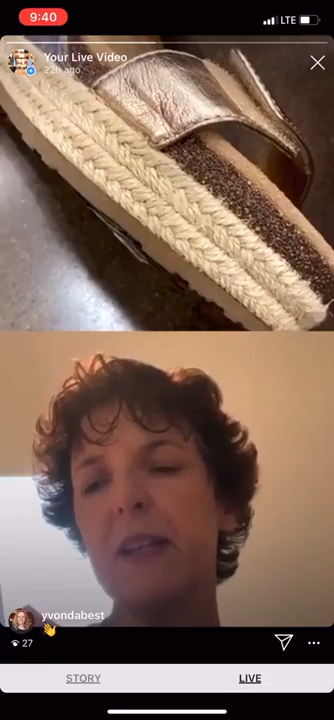 9:40
LTE
Your Live Video
22h ago
yvondabest
👋
27
STORY
LIVE